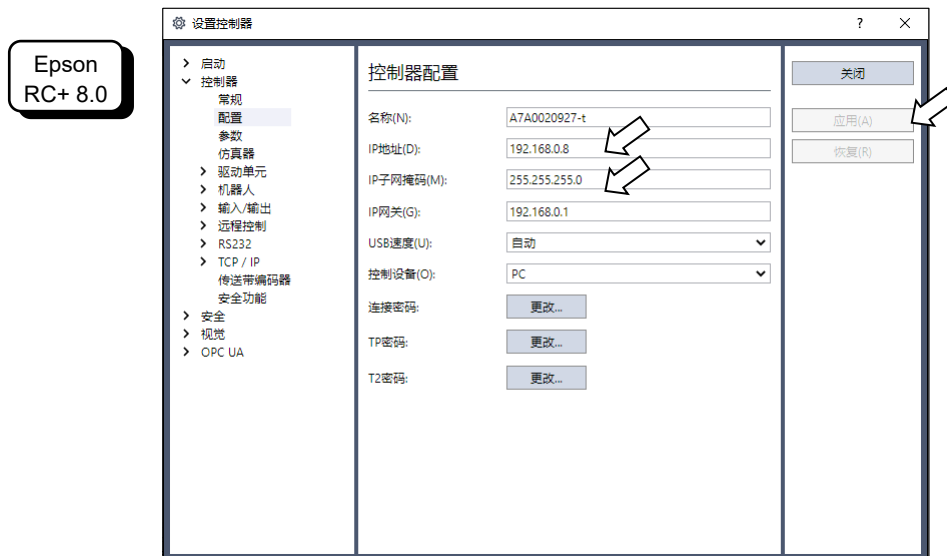 Epson
RC+ 8.0
设置控制器
?
启动
控制器
常规
配置
参数
仿真器
驱动单元
机器人
输入/输出
远程控制
RS232
TCP / IP
传送带编码器
安全功能
安全
视觉
OPC UA
控制器配置
名称(N): A7A0020927-t
IP地址(D): 192.168.0.8
IP子网掩码(M): 255.255.255.0
IP网关(G): 192.168.0.1
USB速度(U): 自动
控制设备(O): PC
连接密码: 更改...
TP密码: 更改...
T2密码: 更改...
关闭
应用(A)
恢复(R)